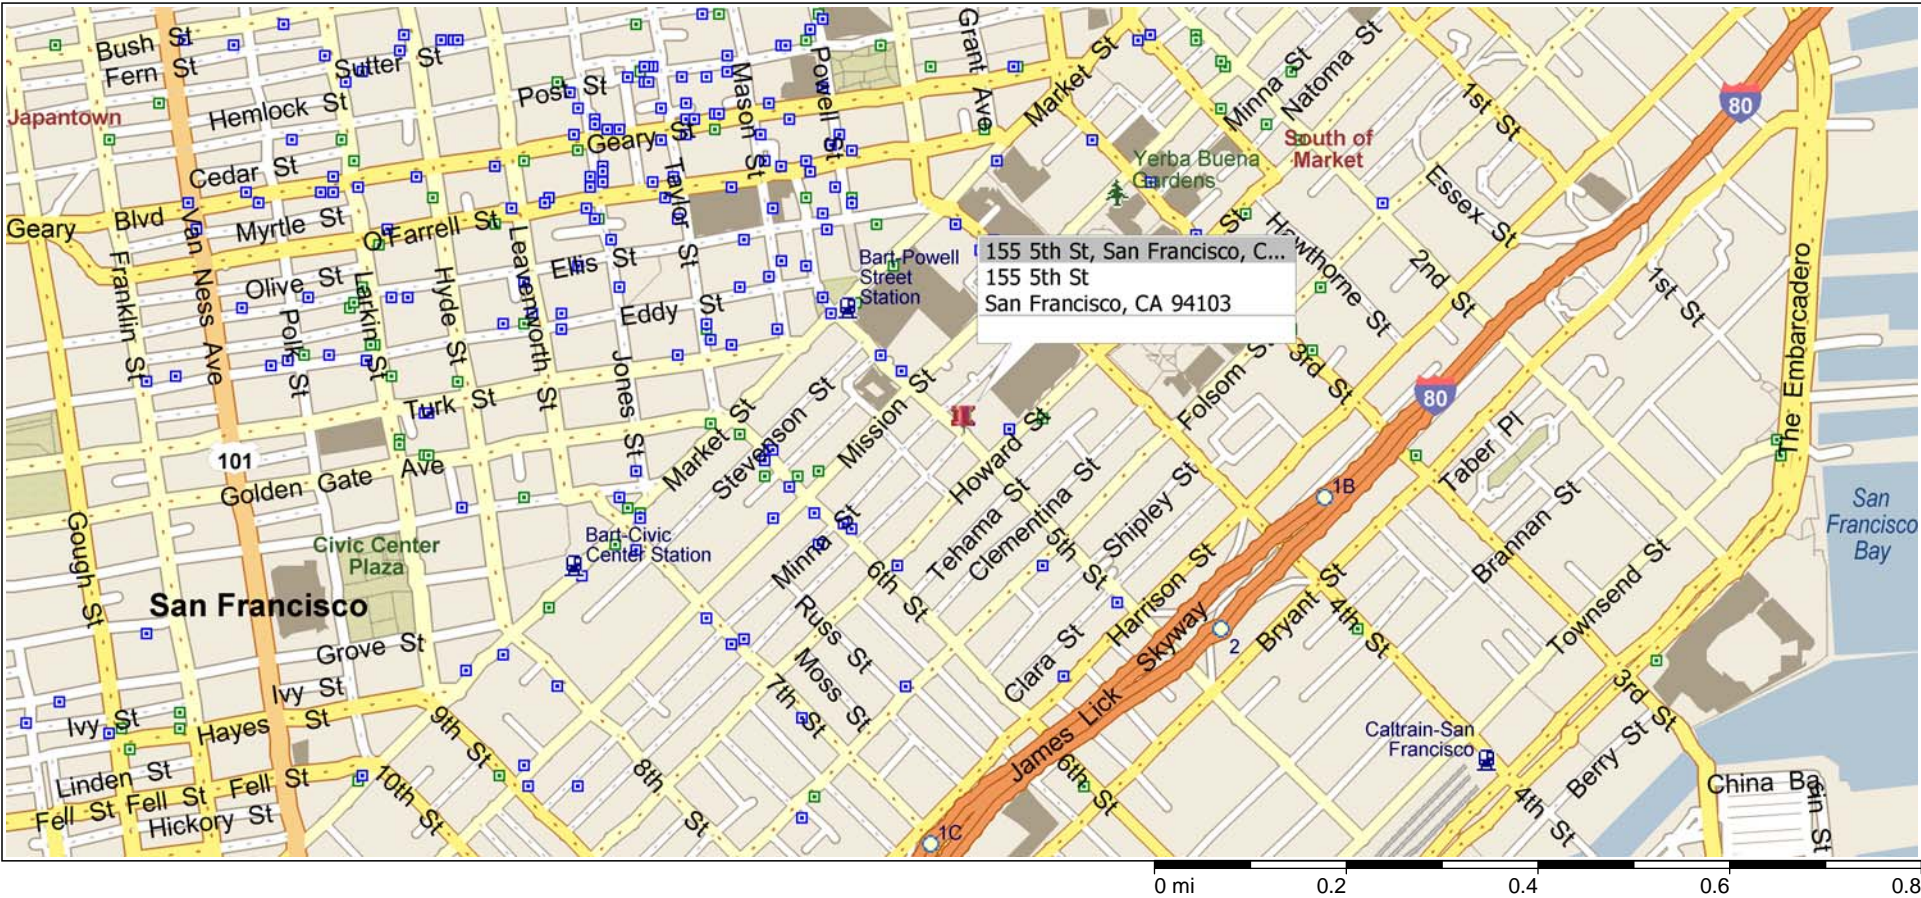 Bush St
Fern St
Sutter St
Post St
Mason St
Powell St
Grant Ave
Market St
Minna St
Natoma St
1st St
80
Japantown
Hemlock St
Geary St
South of
Market
Cedar St
Taylor St
Yerba Buena
Gardens
Essex St
Geary Blvd
Myrtle St
O'Farrell St
Van Ness Ave
Franklin St
Olive St
Larkin St
Polk St
Hyde St
Leavenworth St
Ellis St
Eddy St
Jones St
Bart-Powell
Street
Station
155 5th St, San Francisco, C...
155 5th St
San Francisco, CA 94103
Hawthorne St
2nd St
1st St
The Embarcadero
3rd St
Folsom St
80
Turk St
Market St
Stevenson St
Mission St
Howard St
Taber Pl
101
Golden Gate Ave
Gough St
Civic Center
Plaza
Bart-Civic
Center Station
Minna St
6th St
Tehama St
Clementina St
5th St
Shipley St
1B
Brannan St
San
Francisco
Bay
San Francisco
Russ St
Moss St
7th St
Clara St
Harrison St
James Lick Skyway
2
Bryant St
4th St
Townsend St
3rd St
Grove St
Ivy St
Ivy St
Hayes St
9th St
Linden St
Fell St
Fell St
Fell St
Hickory St
10th St
8th St
6th St
1C
Caltrain-San
Francisco
Berry St
4th St
China Ba
in St
0 mi 0.2 0.4 0.6 0.8